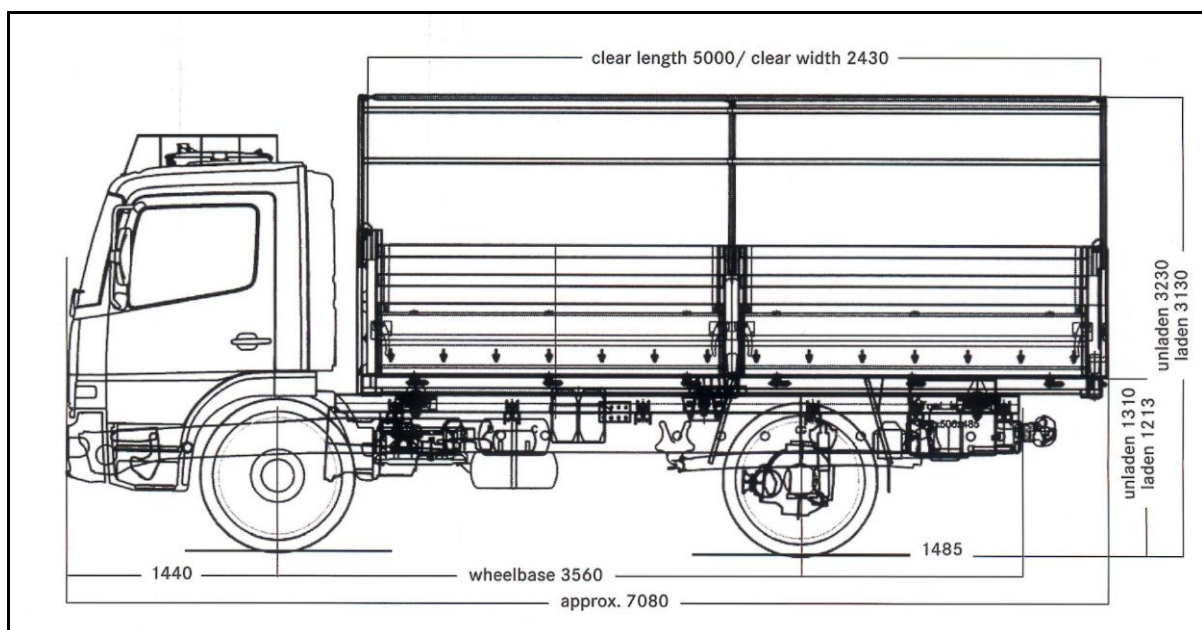 clear length 5000/ clear width 2430
unladen 3230
laden 3130
unladen 1310
laden 1213
1485
1440
wheelbase 3560
approx. 7080